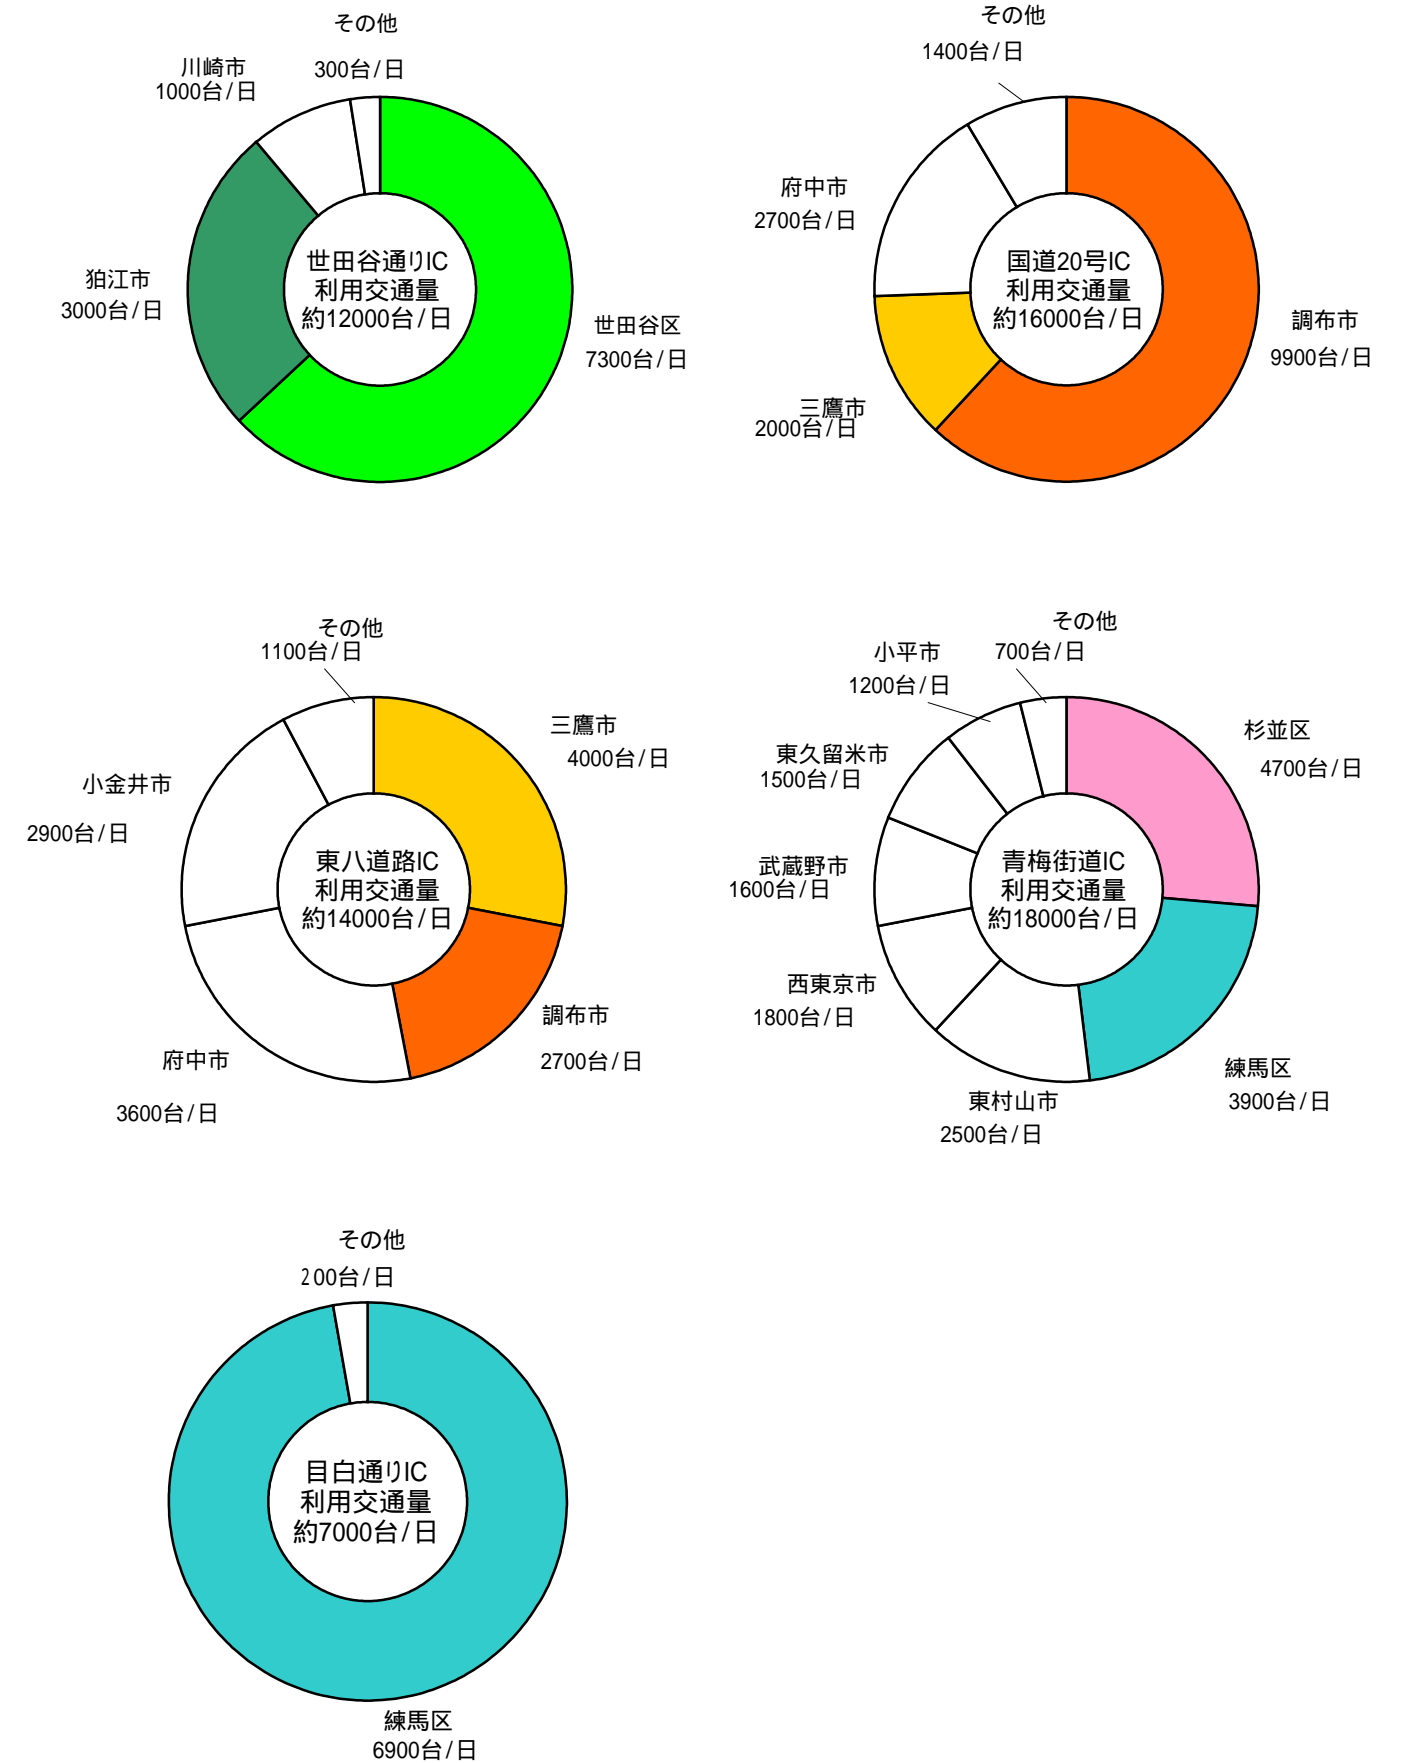 その他
300台/日
川崎市
1000台/日
狛江市
3000台/日
世田谷通りIC
利用交通量
約12000台/日
世田谷区
7300台/日
その他
1400台/日
府中市
2700台/日
三鷹市
2000台/日
国道20号IC
利用交通量
約16000台/日
調布市
9900台/日
その他
1100台/日
三鷹市
4000台/日
小金井市
2900台/日
東八道路IC
利用交通量
約14000台/日
調布市
2700台/日
府中市
3600台/日
その他
700台/日
小平市
1200台/日
東久留米市
1500台/日
武蔵野市
1600台/日
西東京市
1800台/日
東村山市
2500台/日
青梅街道IC
利用交通量
約18000台/日
杉並区
4700台/日
練馬区
3900台/日
その他
200台/日
目白通りIC
利用交通量
約7000台/日
練馬区
6900台/日